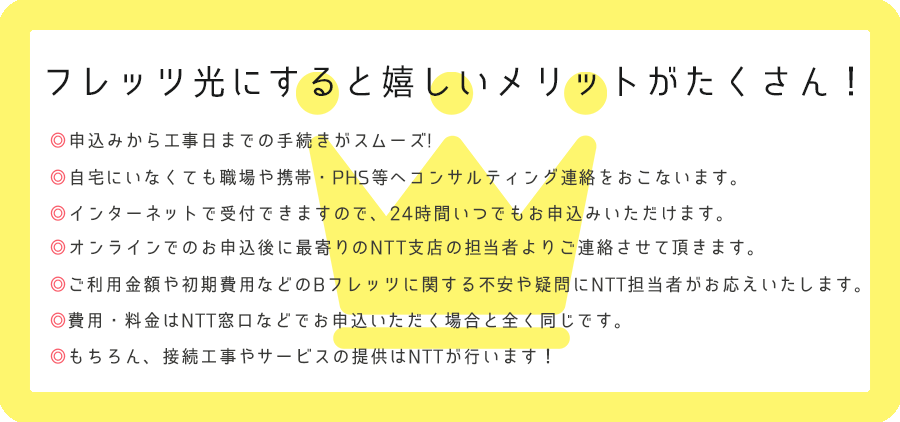 フレッツ光にすると嬉しいメリットがたくさん！
◎申込みから工事日までの手続きがスムーズ!
◎自宅にいなくても職場や携帯・PHS等へコンサルティング連絡をおこないます。
◎インターネットで受付できますので、24時間いつでもお申込みいただけます。
◎オンラインでのお申込後に最寄りのNTT支店の担当者よりご連絡させて頂きます。
◎ご利用金額や初期費用などのBフレッツに関する不安や疑問にNTT担当者がお応えいたします。
◎費用・料金はNTT窓口などでお申込いただく場合と全く同じです。
◎もちろん、接続工事やサービスの提供はNTTが行います！